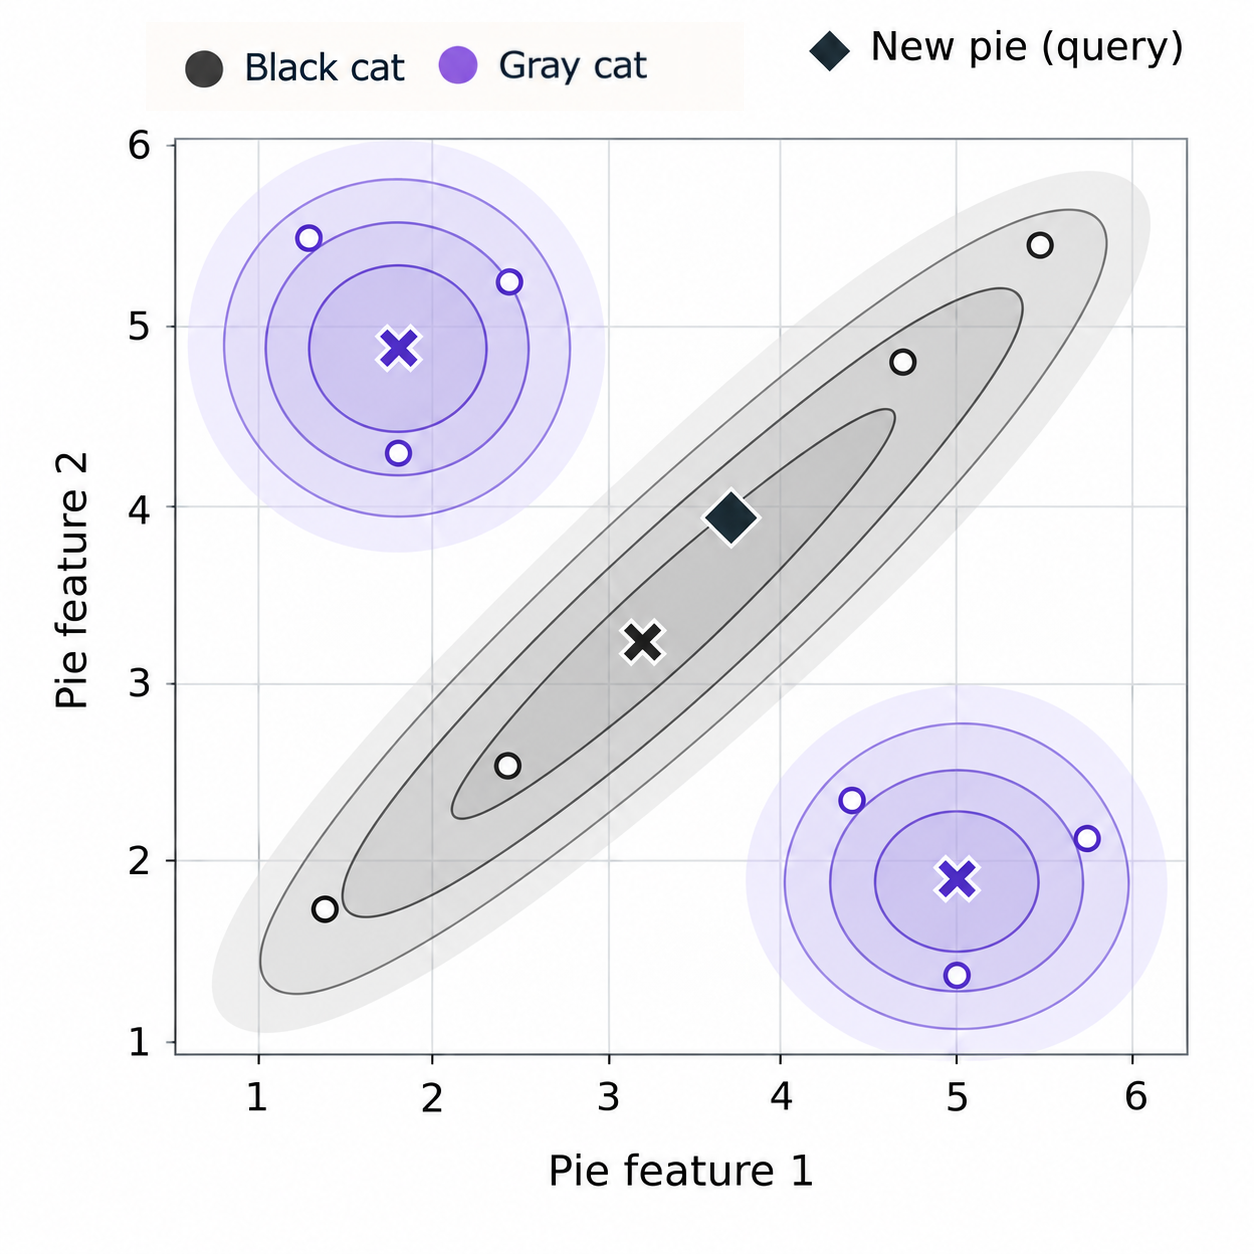 Black cat
Gray cat
New pie (query)
6
5
4
3
2
1
Pie feature 2
1 2 3 4 5 6
Pie feature 1